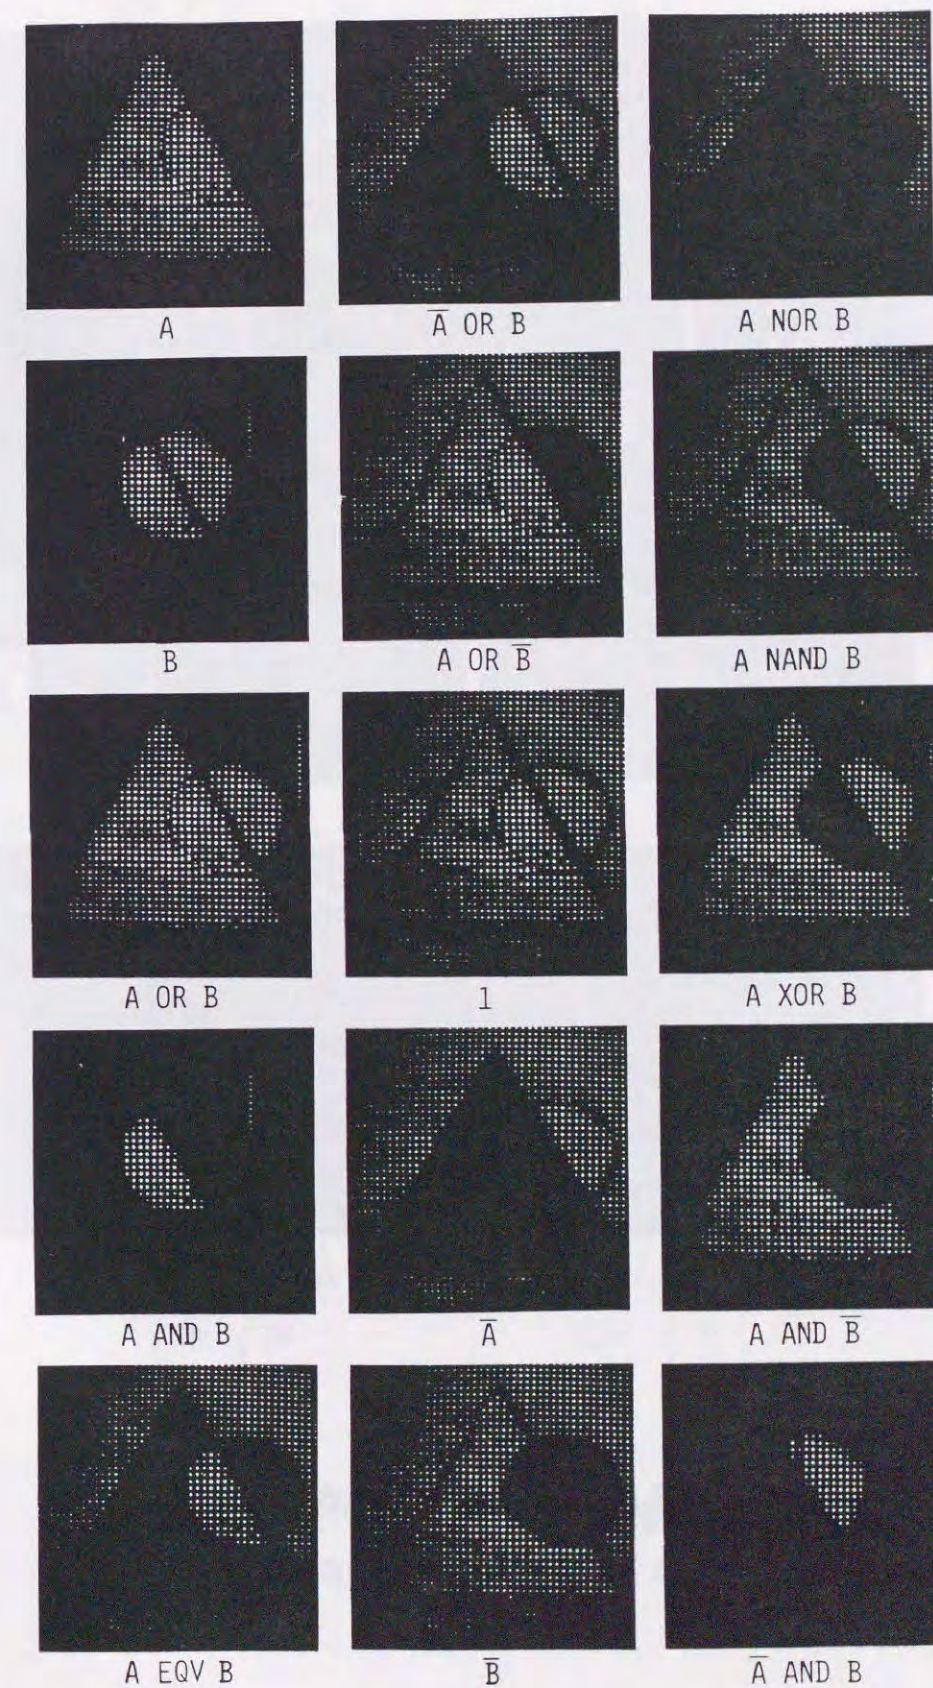 A
A̅ OR B
A NOR B
B
A OR B̅
A NAND B
A OR B
1
A XOR B
A AND B
A̅
A AND B̅
A EQV B
B̅
A̅ AND B